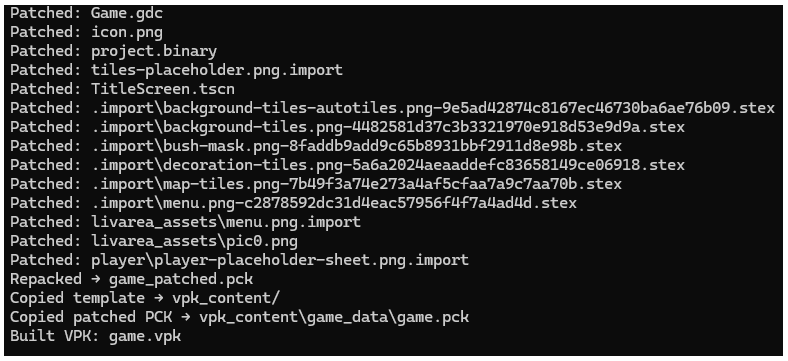 Patched: Game.gdc
Patched: icon.png
Patched: project.binary
Patched: tiles-placeholder.png.import
Patched: TitleScreen.tscn
Patched: .import\background-tiles-autotiles.png-9e5ad42874c8167ec46730ba6ae76b09.stex
Patched: .import\background-tiles.png-4482581d37c3b3321970e918d53e9d9a.stex
Patched: .import\bush-mask.png-8faddb9add9c65b8931bbf2911d8e98b.stex
Patched: .import\decoration-tiles.png-5a6a2024aeaaddefc83658149ce06918.stex
Patched: .import\map-tiles.png-7b49f3a74e273a4af5cfaa7a9c7aa70b.stex
Patched: .import\menu.png-c2878592dc31d4eac57956f4f7a4ad4d.stex
Patched: livarea_assets\menu.png.import
Patched: livarea_assets\pic0.png
Patched: player\player-placeholder-sheet.png.import
Repacked → game_patched.pck
Copied template → vpk_content/
Copied patched PCK → vpk_content\game_data\game.pck
Built VPK: game.vpk